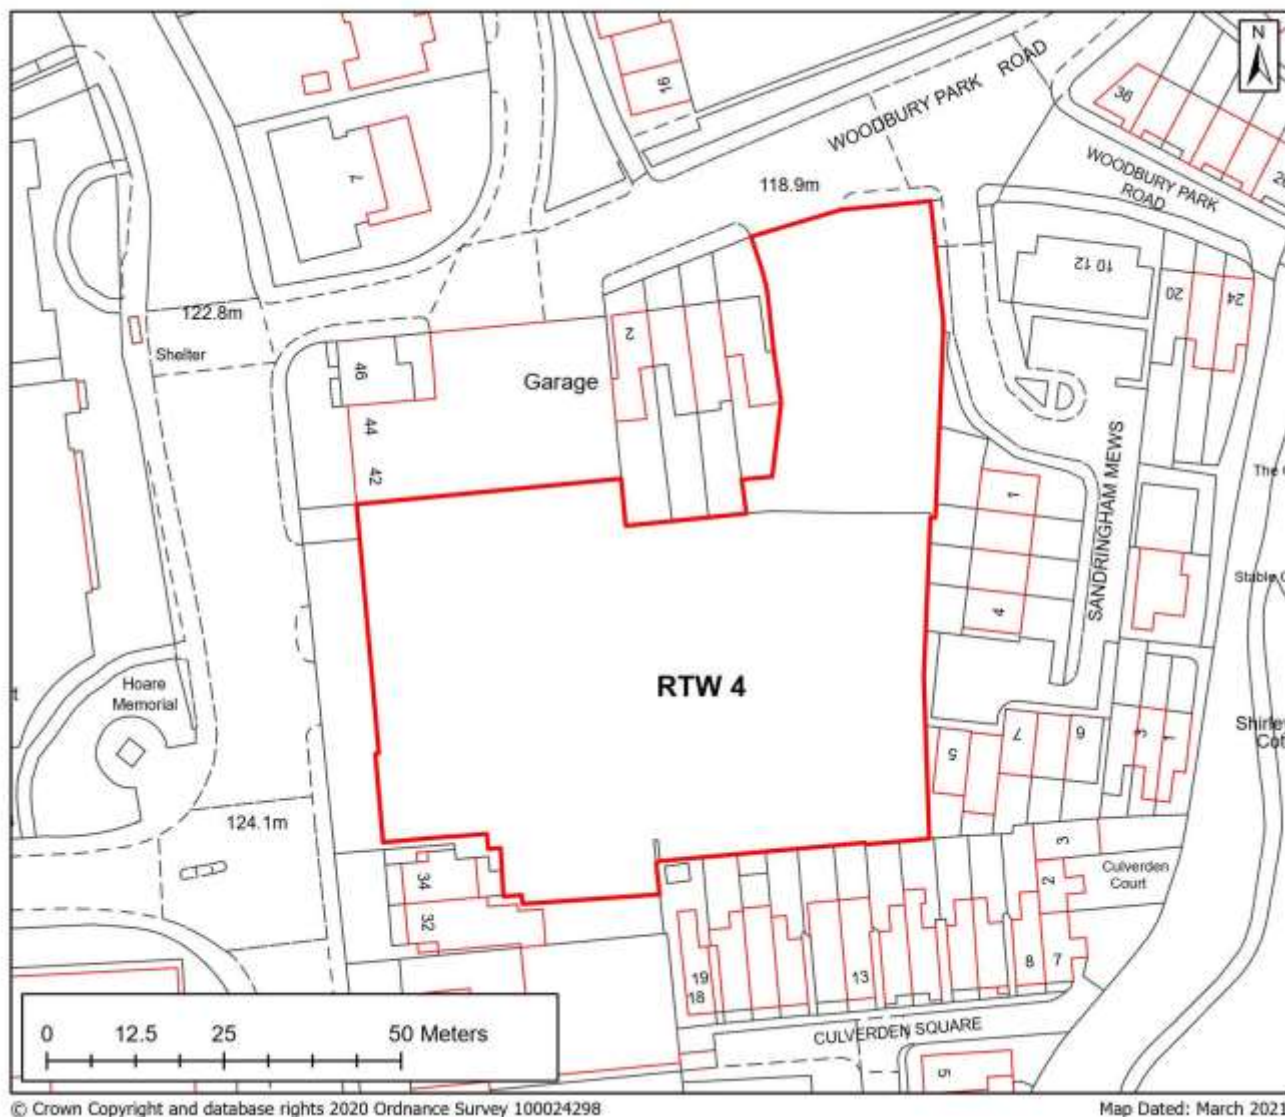 N
WOODBURY PARK ROAD
16
36
7
WOODBURY PARK
ROAD
118.9m
10 12
122.8m
20
24
Shelter
2
46
Garage
44
42
1
SANDRINGHAM MEWS
4
RTW 4
Hoare
Memorial
5
7
6
3
1
124.1m
34
32
3
2
Culverden
Court
19
18
13
8
7
CULVERDEN SQUARE
5
0 12.5 25 50 Meters
© Crown Copyright and database rights 2020 Ordnance Survey 100024298
Map Dated: March 2021